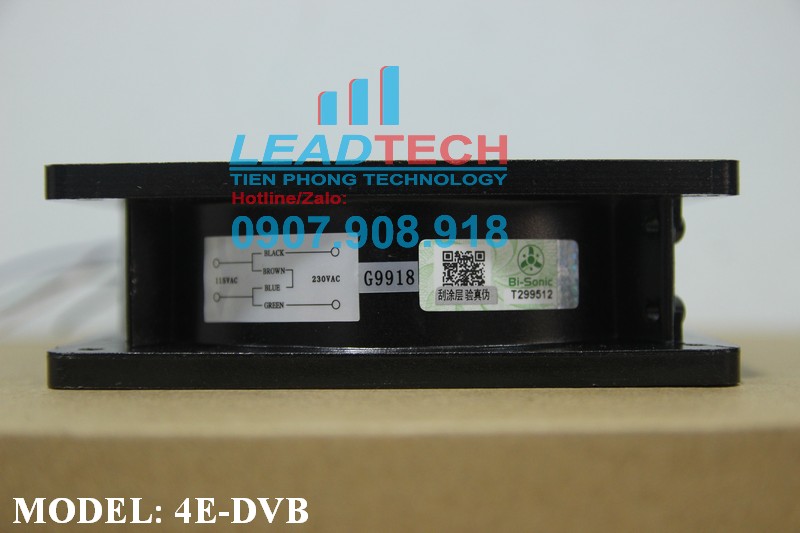 LEADTECH
TIEN PHONG TECHNOLOGY
Hotline/Zalo:
0907.908.918
BLACK
BROWN
115VAC
230VAC
BLUE
GREEN
G9918
刮涂层 验真伪
Bi-Sonic
T299512
MODEL: 4E-DVB